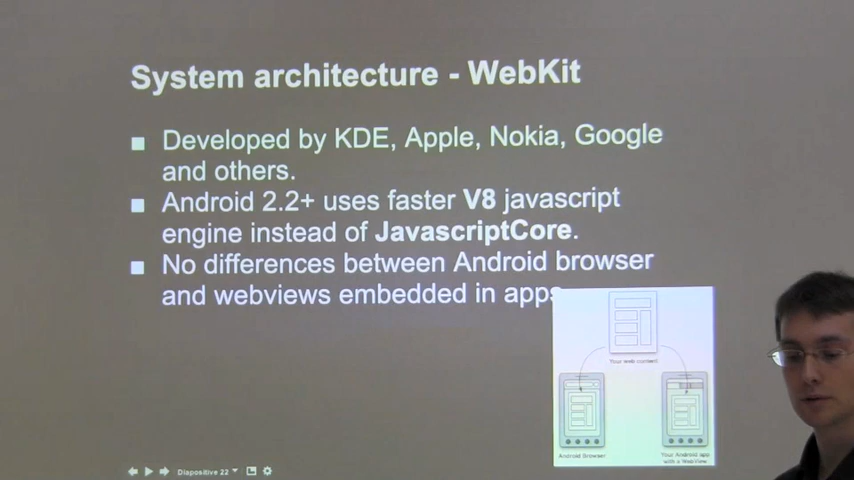 System architecture - WebKit
Developed by KDE, Apple, Nokia, Google
and others.
Android 2.2+ uses faster V8 javascript
engine instead of JavascriptCore.
No differences between Android browser
and webviews embedded in apps
Your web content
Android Browser
Your Android app
with a WebView
Diapositive 22